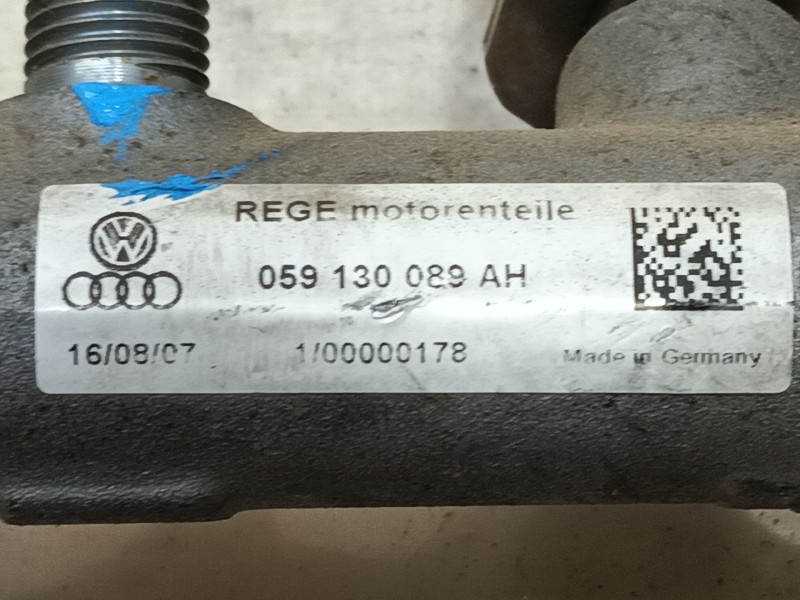 REGE motorenteile
059 130 089 AH
16/08/07 1/00000178
Made in Germany